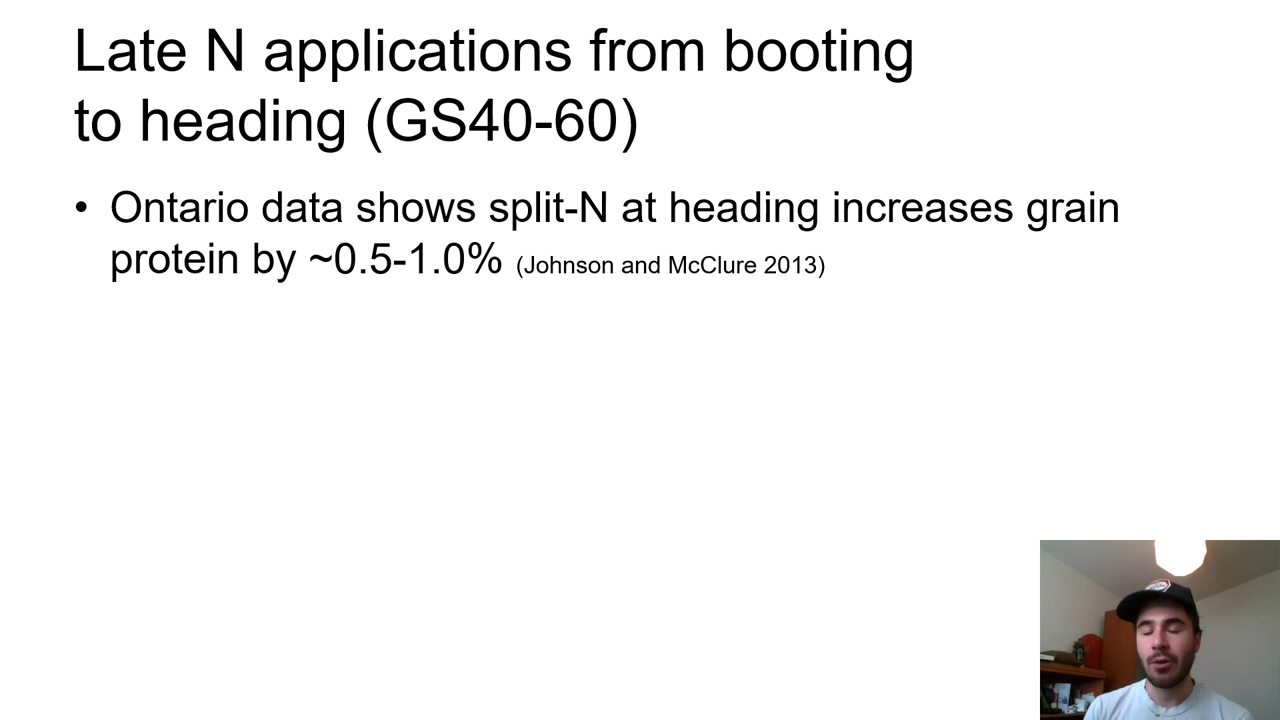 Late N applications from booting
to heading (GS40-60)
• Ontario data shows split-N at heading increases grain
protein by ~0.5-1.0% (Johnson and McClure 2013)